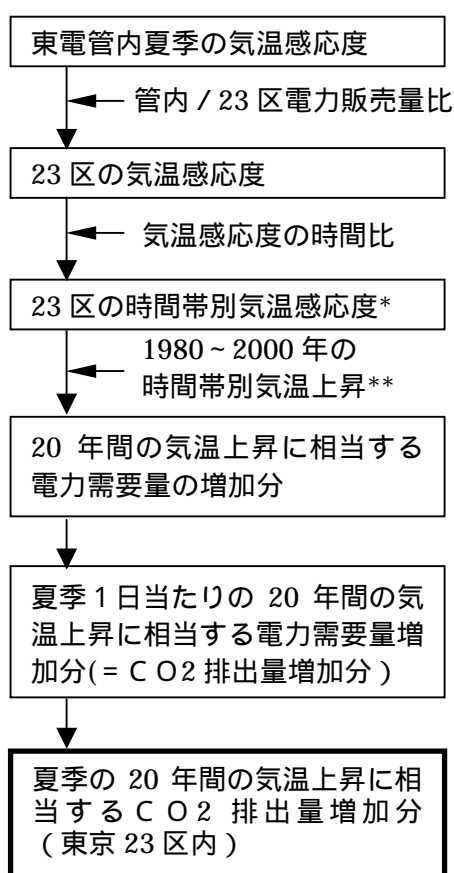 東電管内夏季の気温感応度
管内 / 23 区電力販売量比
23 区の気温感応度
気温感応度の時間比
23 区の時間帯別気温感応度*
1980 ~ 2000 年の
時間帯別気温上昇**
20 年間の気温上昇に相当する
電力需要量の増加分
夏季1日当たりの 20 年間の気
温上昇に相当する電力需要量増
加分(= CO2 排出量増加分)
夏季の 20 年間の気温上昇に相
当するCO2 排出量増加分
(東京 23 区内)